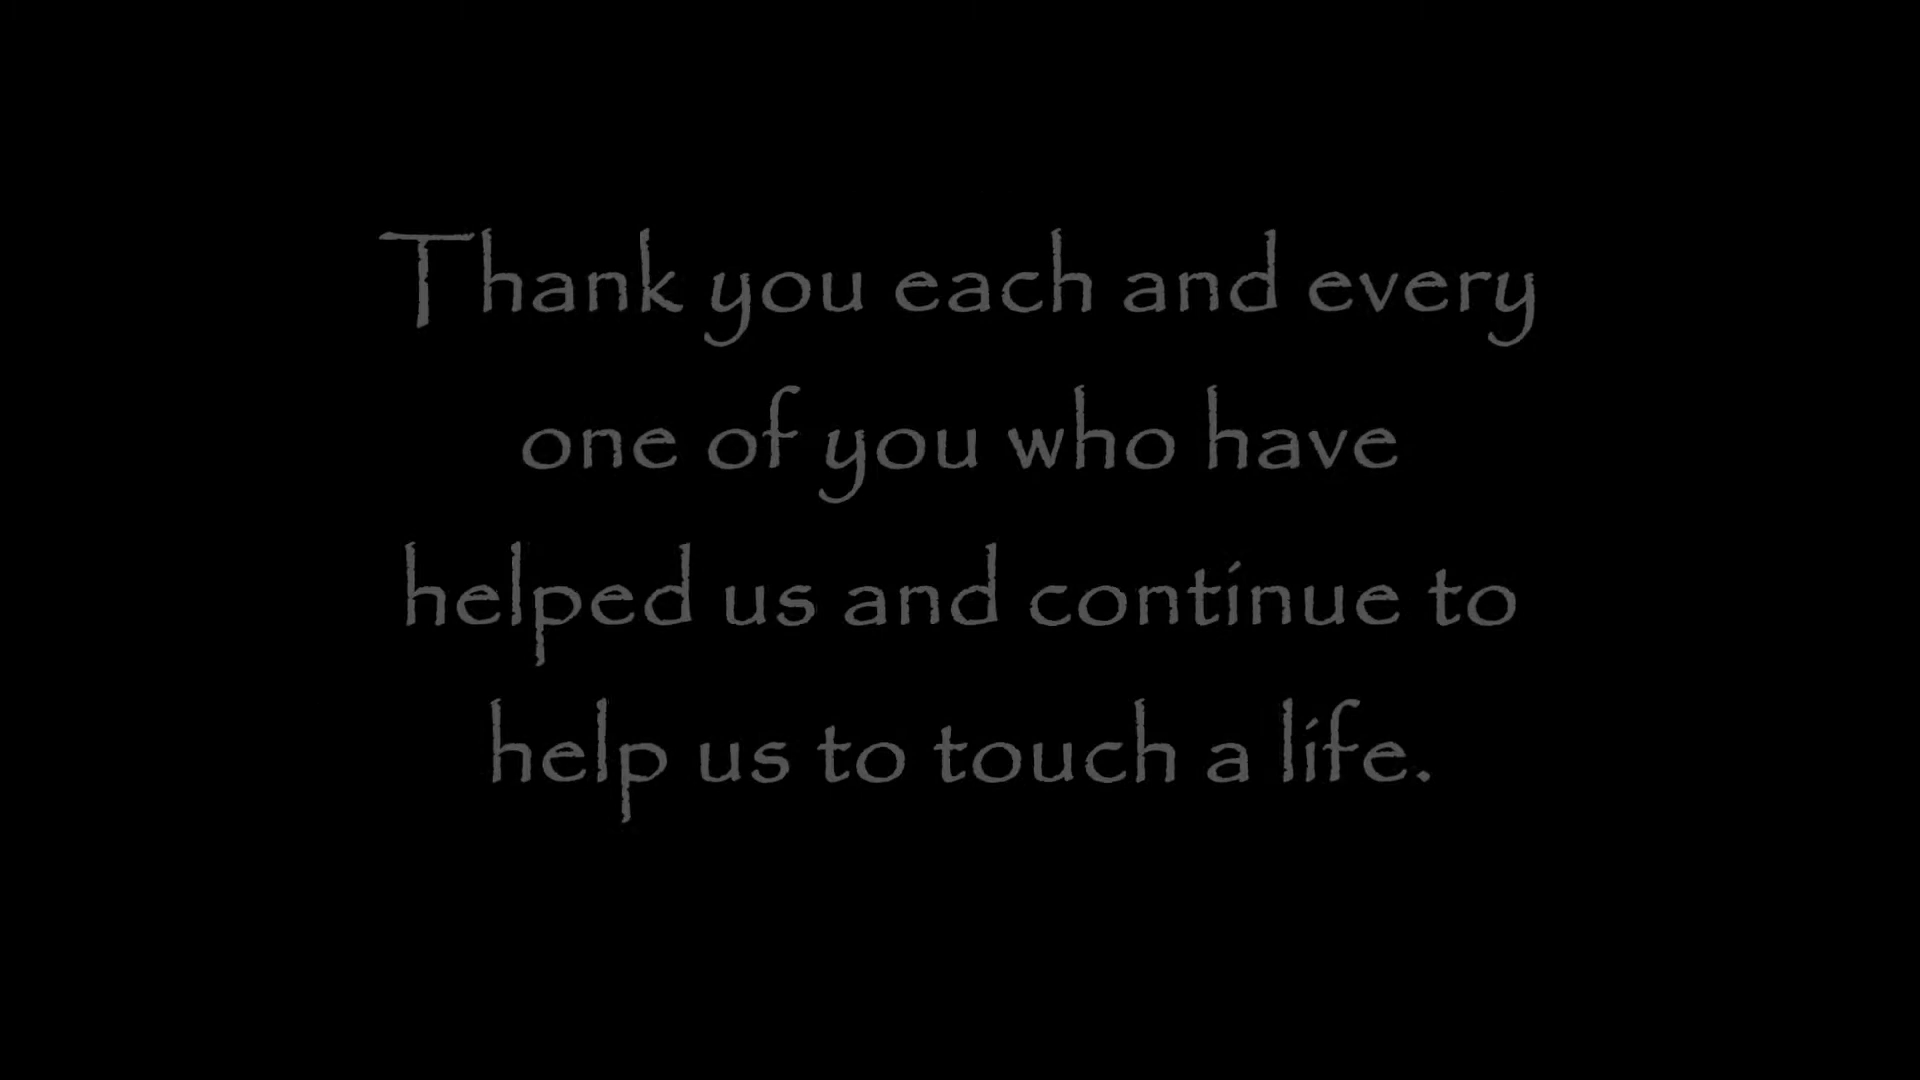 Thank you each and every
one of you who have
helped us and continue to
help us to touch a life.